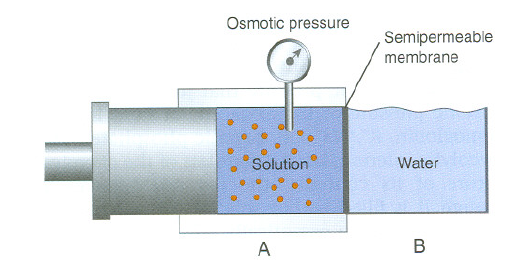 Osmotic pressure
Semipermeable
membrane
Solution
Water
A
B